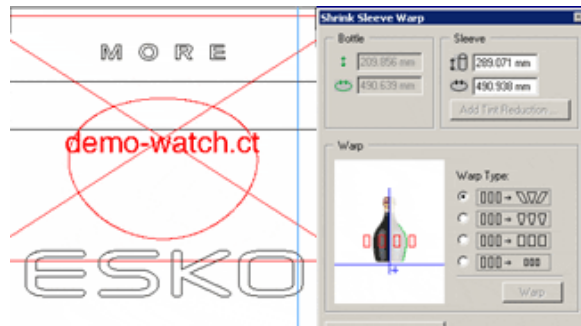 MORE
demo-watch.ct
ESKO
Shrink Sleeve Warp
Bottle
209.856 mm
490.639 mm
Sleeve
289.071 mm
490.938 mm
Add Tint Reduction ...
Warp
Warp Type:
Warp